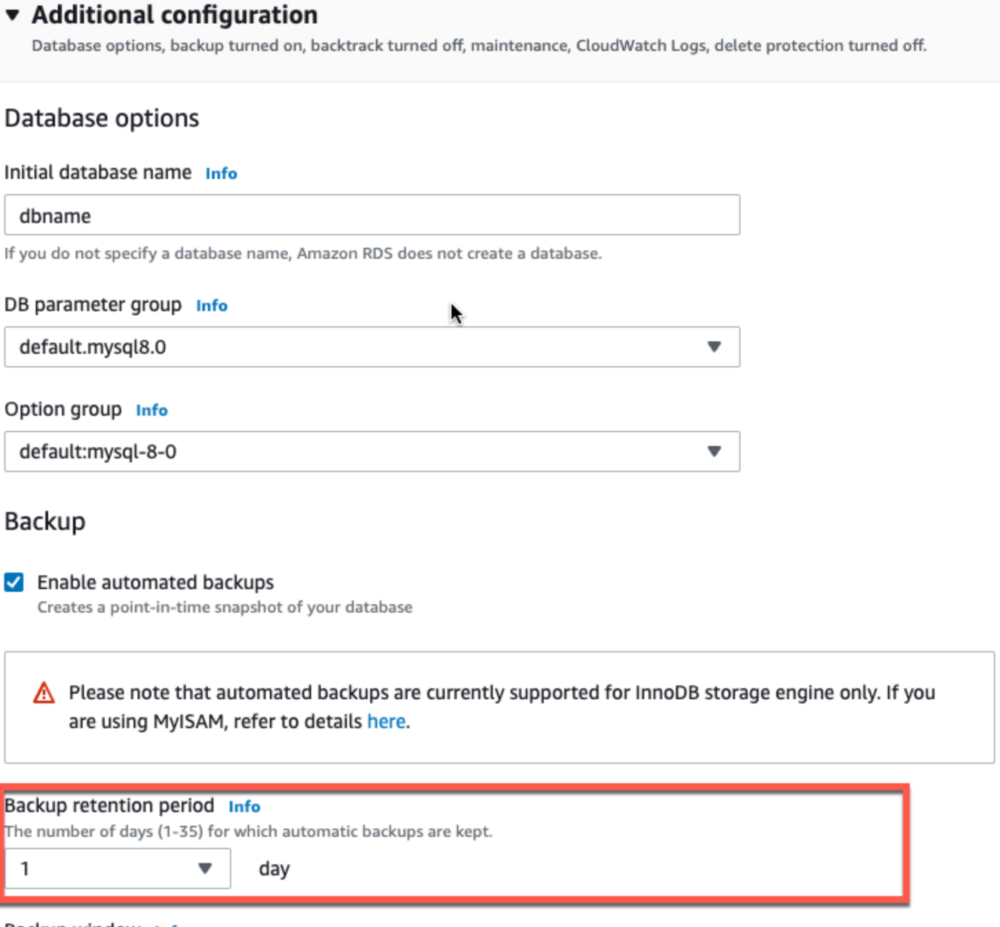 Additional configuration
Database options, backup turned on, backtrack turned off, maintenance, CloudWatch Logs, delete protection turned off.
Database options
Initial database name Info
dbname
If you do not specify a database name, Amazon RDS does not create a database.
DB parameter group Info
default.mysql8.0
Option group Info
default:mysql-8-0
Backup
Enable automated backups
Creates a point-in-time snapshot of your database
Please note that automated backups are currently supported for InnoDB storage engine only. If you
are using MyISAM, refer to details here.
Backup retention period Info
The number of days (1-35) for which automatic backups are kept.
1 day